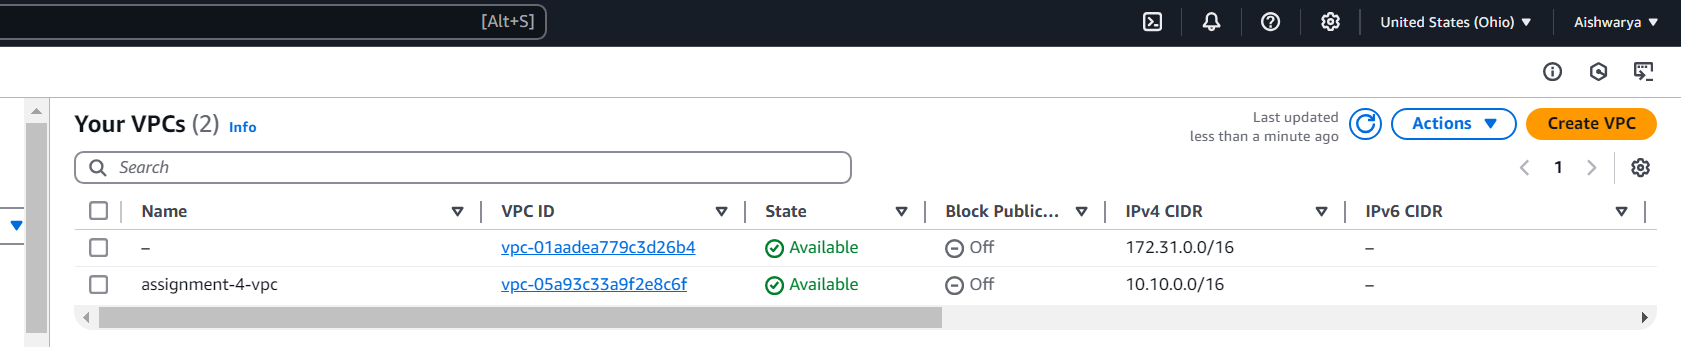 [Alt+S] United States (Ohio) Aishwarya
Your VPCs (2) Info
Last updated
less than a minute ago
Actions
Create VPC
Search
1
Name VPC ID State Block Public... IPv4 CIDR IPv6 CIDR
– vpc-01aadea779c3d26b4 Available Off 172.31.0.0/16 –
assignment-4-vpc vpc-05a93c33a9f2e8c6f Available Off 10.10.0.0/16 –